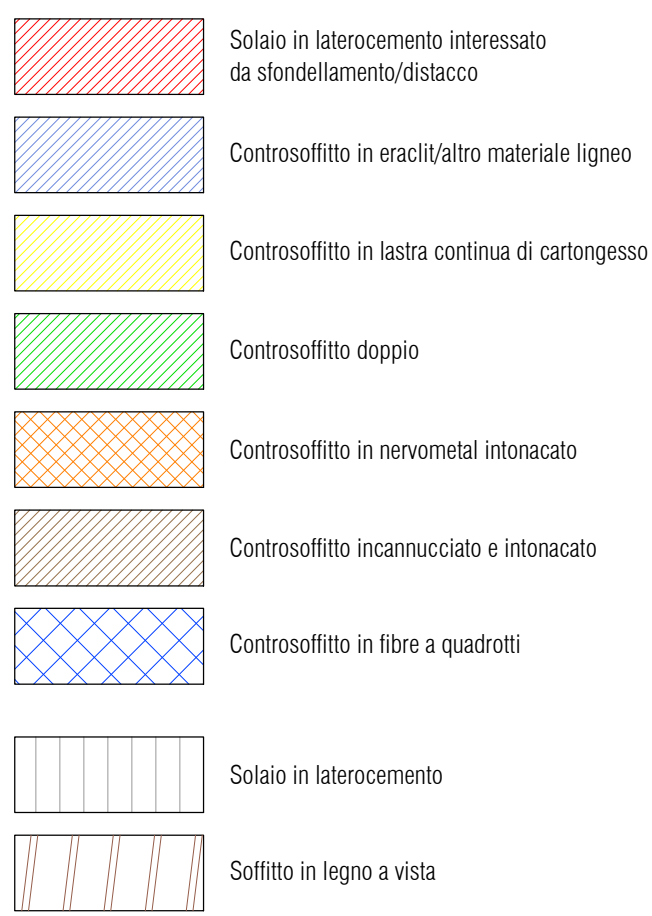 Solaio in laterocemento interessato
da sfondellamento/distacco
Controsoffitto in eraclit/altro materiale ligneo
Controsoffitto in lastra continua di cartongesso
Controsoffitto doppio
Controsoffitto in nervometal intonacato
Controsoffitto incannucciato e intonacato
Controsoffitto in fibre a quadrotti
Solaio in laterocemento
Soffitto in legno a vista